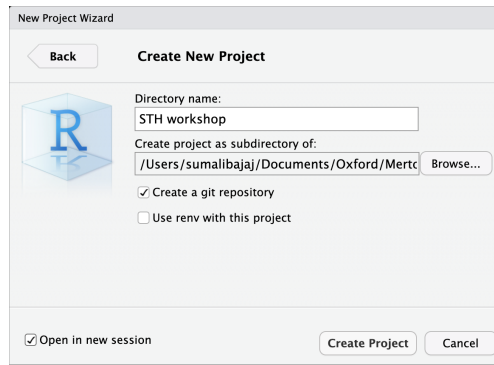 New Project Wizard
Back
Create New Project
R
Directory name:
STH workshop
Create project as subdirectory of:
/Users/sumalibajaj/Documents/Oxford/Mertc
Browse...
Create a git repository
Use renv with this project
Open in new session
Create Project
Cancel